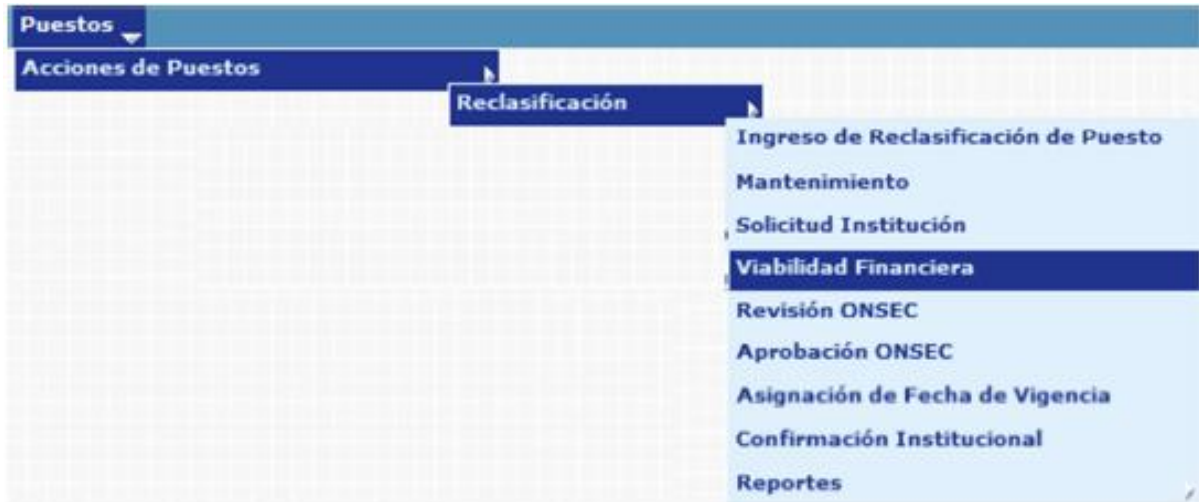 Puestos
Acciones de Puestos
Reclasificación
Ingreso de Reclasificación de Puesto
Mantenimiento
Solicitud Institución
Viabilidad Financiera
Revisión ONSEC
Aprobación ONSEC
Asignación de Fecha de Vigencia
Confirmación Institucional
Reportes